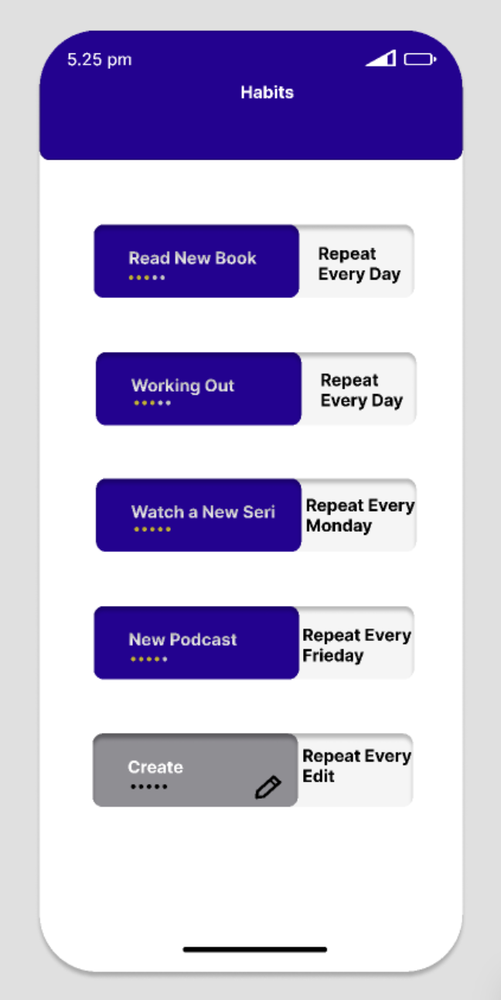 5.25 pm
Habits
Read New Book
Repeat
Every Day
Working Out
Repeat
Every Day
Watch a New Seri
Repeat Every
Monday
New Podcast
Repeat Every
Frieday
Create
Repeat Every
Edit